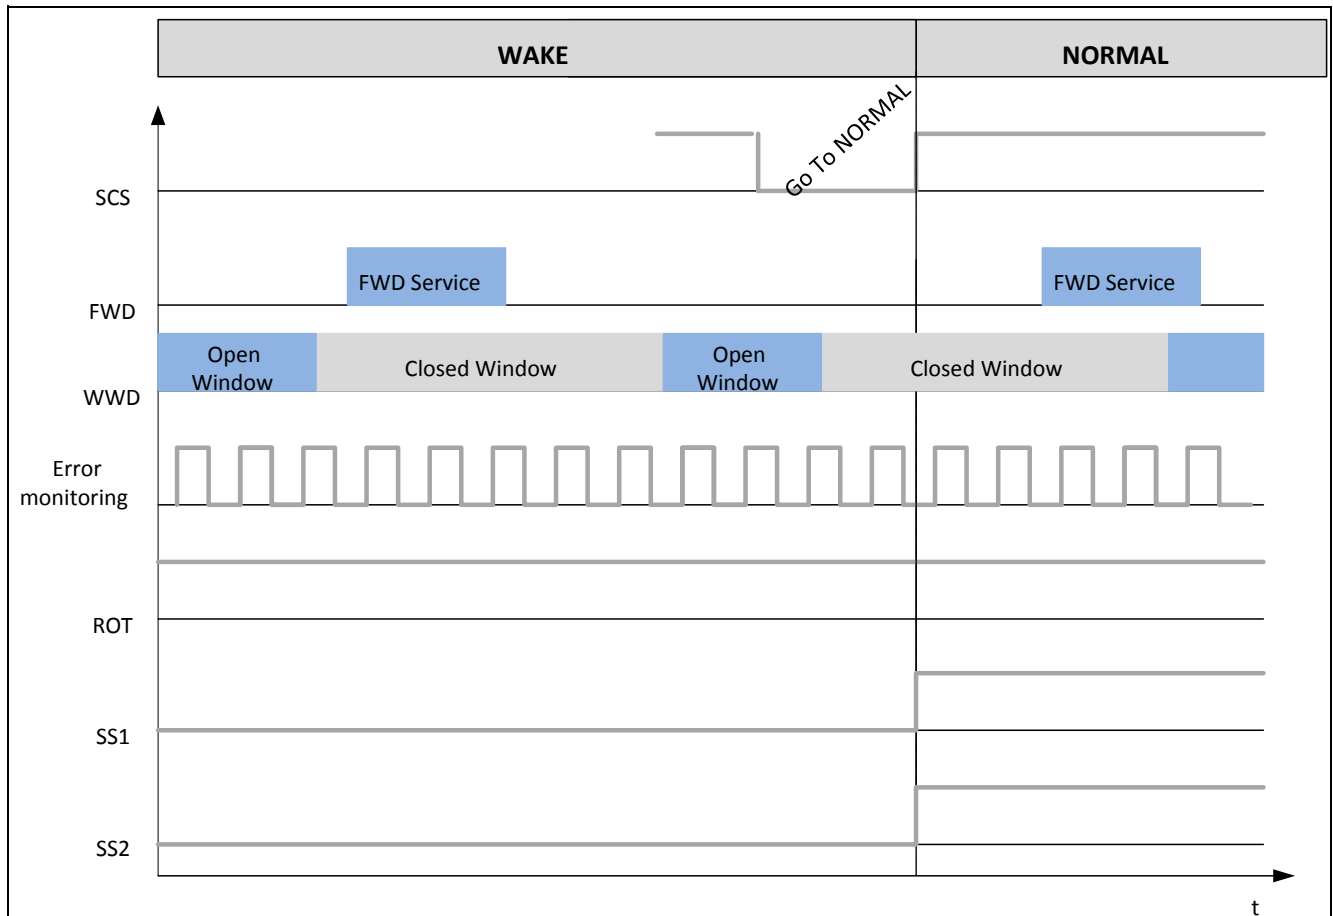 WAKE
NORMAL
Go To NORMAL
SCS
FWD Service
FWD Service
FWD
Open
Window
Closed Window
Open
Window
Closed Window
WWD
Error
monitoring
ROT
SS1
SS2
t